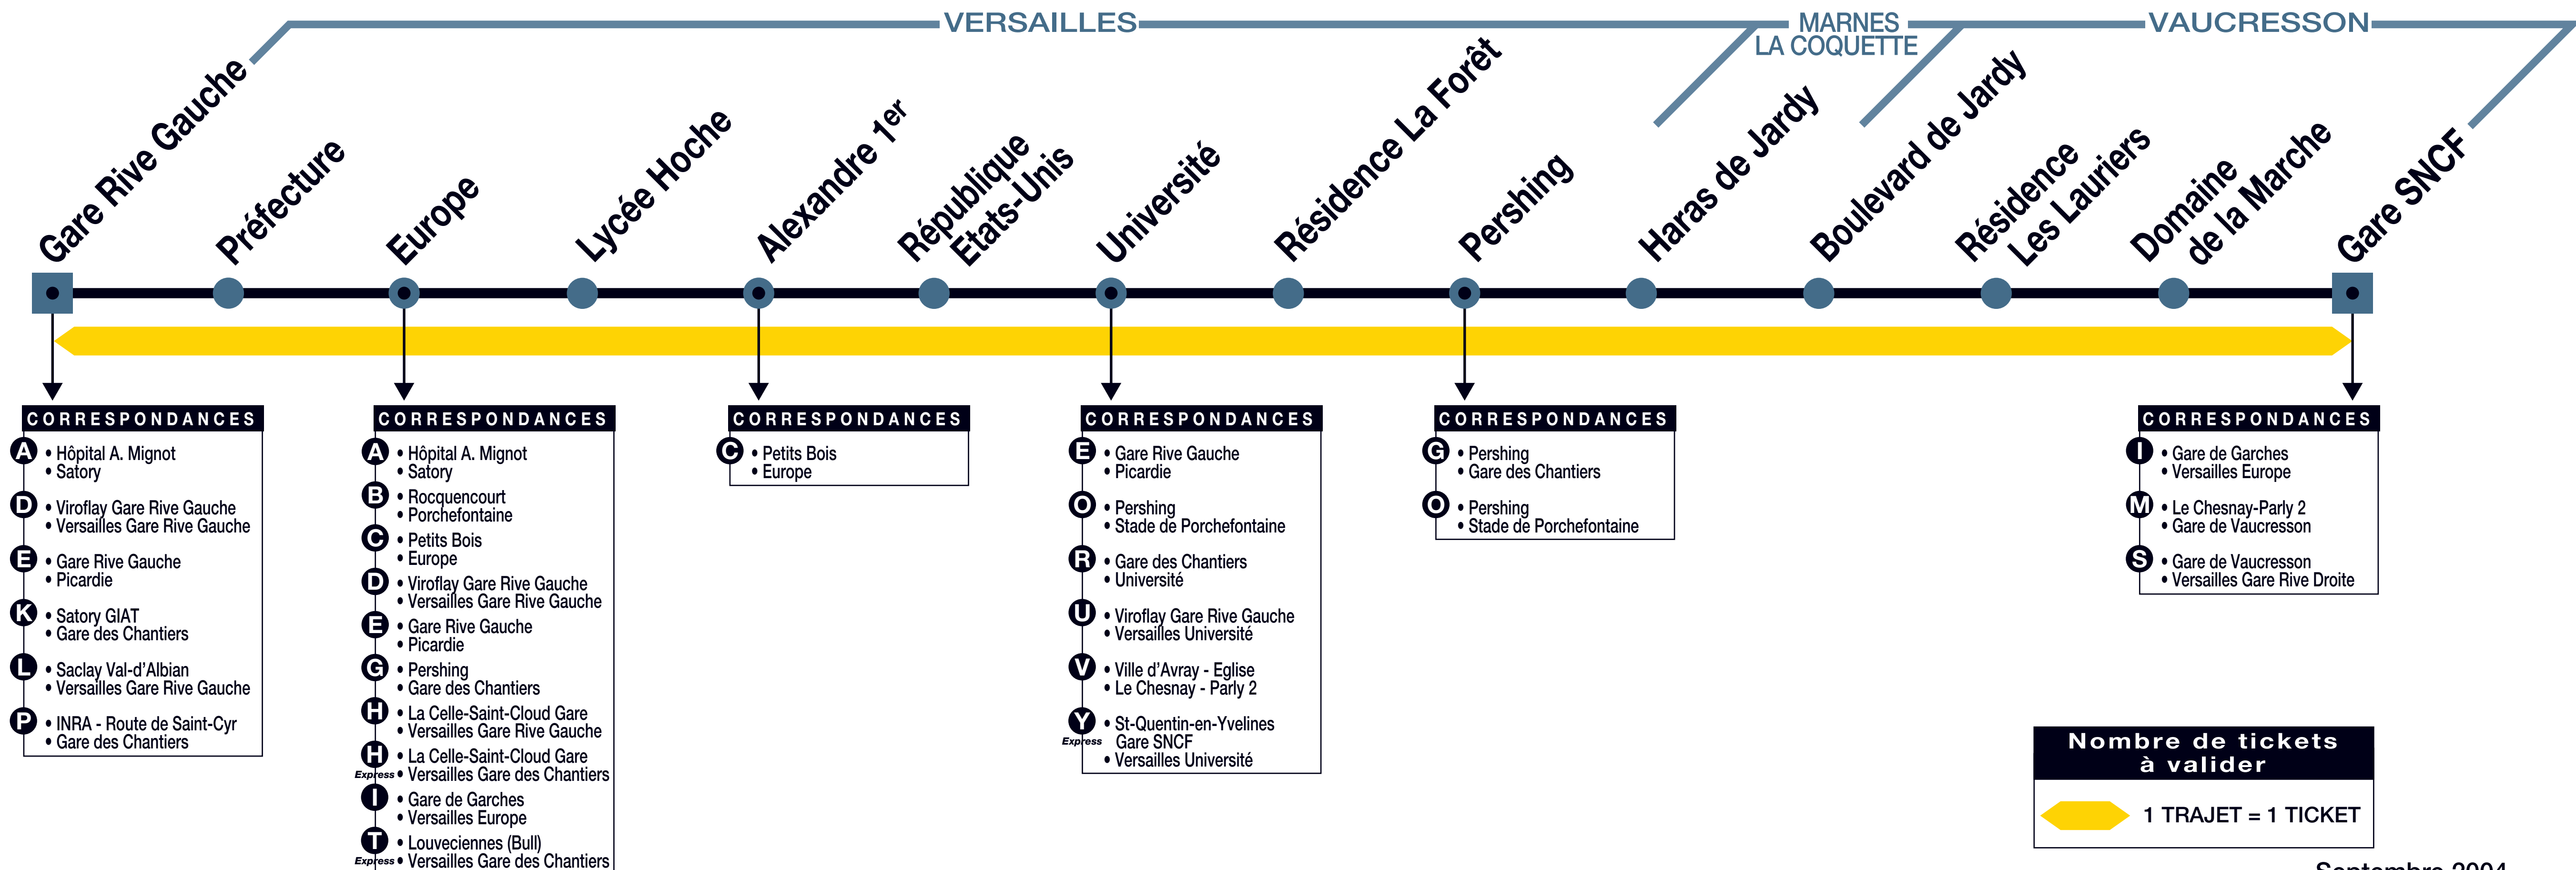 VERSAILLES
MARNES
LA COQUETTE
VAUCRESSON
Gare Rive Gauche
Préfecture
Europe
Lycée Hoche
Alexandre 1er
République
Etats-Unis
Université
Résidence La Forêt
Pershing
Haras de Jardy
Boulevard de Jardy
Résidence
Les Lauriers
Domaine
de la Marche
Gare SNCF
CORRESPONDANCES
A • Hôpital A. Mignot
• Satory
D • Viroflay Gare Rive Gauche
• Versailles Gare Rive Gauche
E • Gare Rive Gauche
• Picardie
K • Satory GIAT
• Gare des Chantiers
L • Saclay Val-d'Albian
• Versailles Gare Rive Gauche
P • INRA - Route de Saint-Cyr
• Gare des Chantiers
CORRESPONDANCES
A • Hôpital A. Mignot
• Satory
B • Rocquencourt
• Porchefontaine
C • Petits Bois
• Europe
D • Viroflay Gare Rive Gauche
• Versailles Gare Rive Gauche
E • Gare Rive Gauche
• Picardie
G • Pershing
• Gare des Chantiers
H • La Celle-Saint-Cloud Gare
• Versailles Gare Rive Gauche
H • La Celle-Saint-Cloud Gare
Express • Versailles Gare des Chantiers
I • Gare de Garches
• Versailles Europe
T • Louveciennes (Bull)
Express • Versailles Gare des Chantiers
CORRESPONDANCES
C • Petits Bois
• Europe
CORRESPONDANCES
E • Gare Rive Gauche
• Picardie
O • Pershing
• Stade de Porchefontaine
R • Gare des Chantiers
• Université
U • Viroflay Gare Rive Gauche
• Versailles Université
V • Ville d'Avray - Eglise
• Le Chesnay - Parly 2
Y • St-Quentin-en-Yvelines
Express Gare SNCF
• Versailles Université
CORRESPONDANCES
G • Pershing
• Gare des Chantiers
O • Pershing
• Stade de Porchefontaine
CORRESPONDANCES
I • Gare de Garches
• Versailles Europe
M • Le Chesnay-Parly 2
• Gare de Vaucresson
S • Gare de Vaucresson
• Versailles Gare Rive Droite
Nombre de tickets
à valider
1 TRAJET = 1 TICKET
Septembre 2004